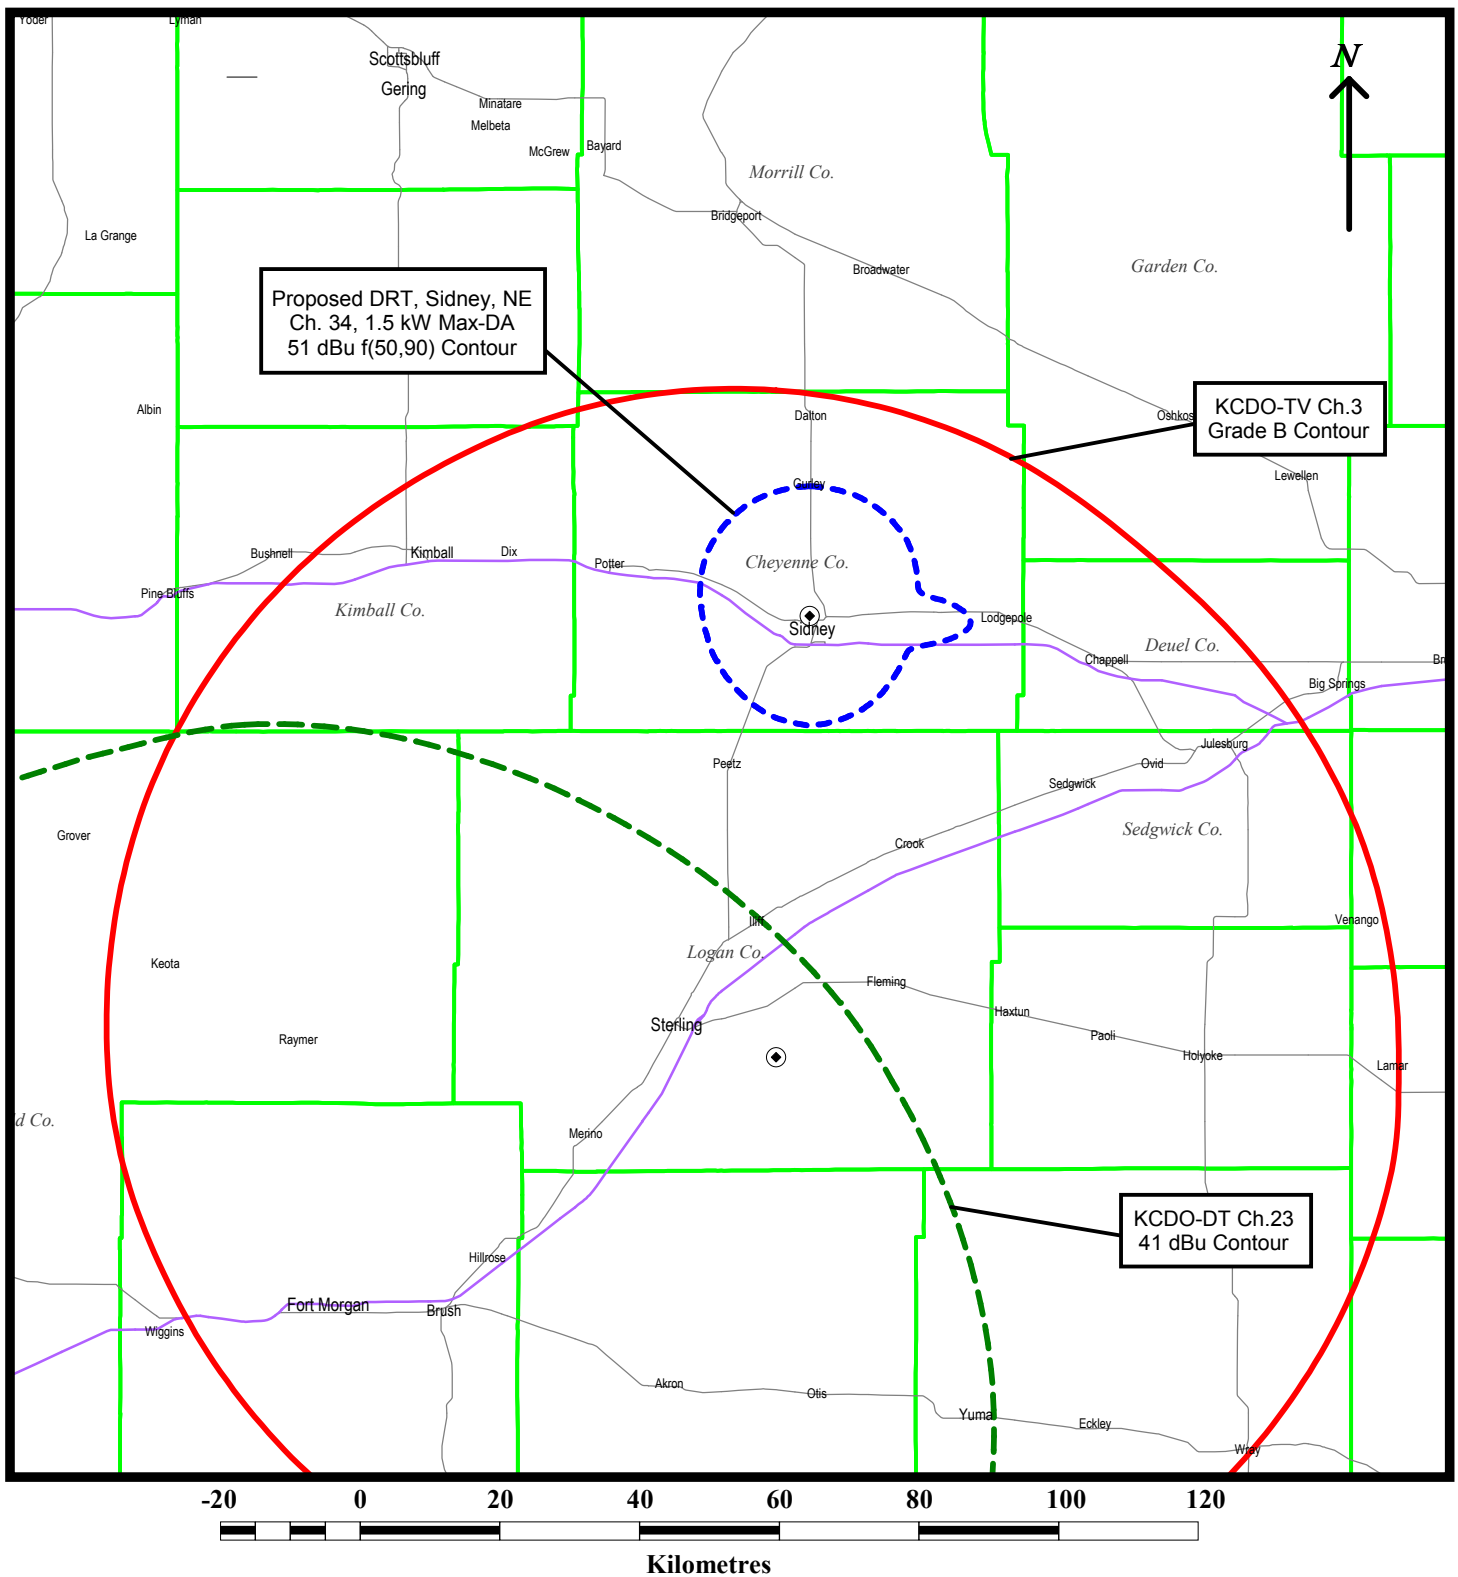 Yoder
Lyman
Scottsbluff
Gering
Minatare
Melbeta
McGrew
Bayard
N
Morrill Co.
Bridgeport
La Grange
Broadwater
Garden Co.
Proposed DRT, Sidney, NE
Ch. 34, 1.5 kW Max-DA
51 dBu f(50,90) Contour
Albin
Dalton
Oshkos
KCDO-TV Ch.3
Grade B Contour
Lewellen
Gurley
Bushnell
Kimball
Dix
Potter
Cheyenne Co.
Pine Bluffs
Kimball Co.
Sidney
Lodgepole
Deuel Co.
Chappell
Br
Big Springs
Julesburg
Peetz
Ovid
Sedgwick
Grover
Crook
Sedgwick Co.
Iliff
Venango
Keota
Logan Co.
Fleming
Haxtun
Sterling
Raymer
Paoli
Holyoke
Lamar
d Co.
Merino
KCDO-DT Ch.23
41 dBu Contour
Hillrose
Fort Morgan
Brush
Wiggins
Akron
Otis
Yuma
Eckley
Wray
-20 0 20 40 60 80 100 120
Kilometres